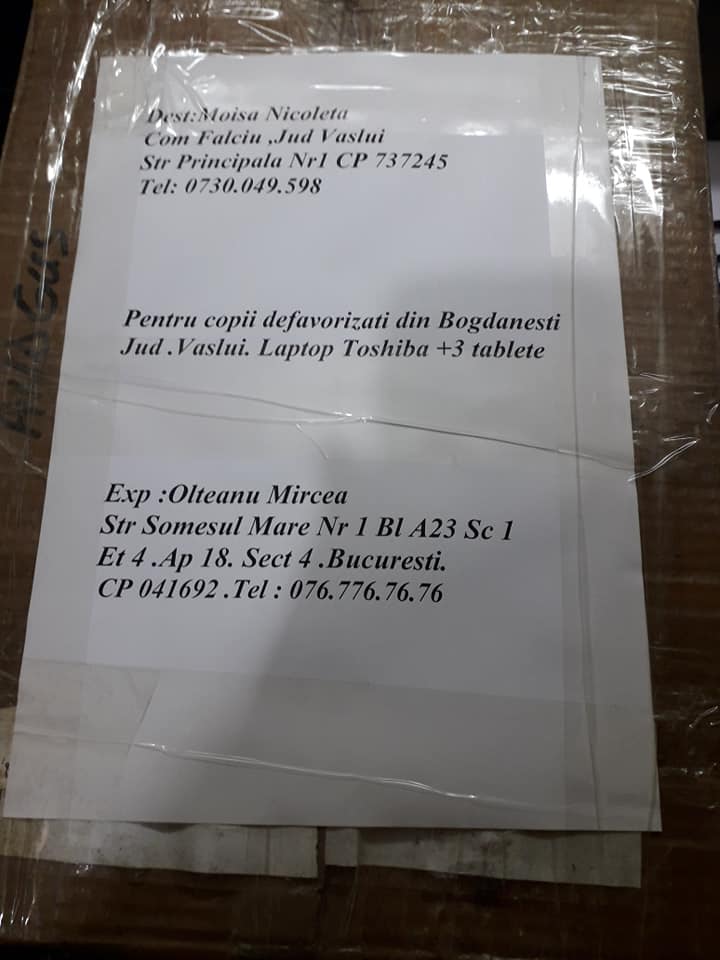 Dest:Moisa Nicoleta
Com Falciu ,Jud Vaslui
Str Principala Nr1 CP 737245
Tel: 0730.049.598
Pentru copii defavorizati din Bogdanesti
Jud .Vaslui. Laptop Toshiba +3 tablete
Exp :Olteanu Mircea
Str Somesul Mare Nr 1 Bl A23 Sc 1
Et 4 .Ap 18. Sect 4 .Bucuresti.
CP 041692 .Tel : 076.776.76.76